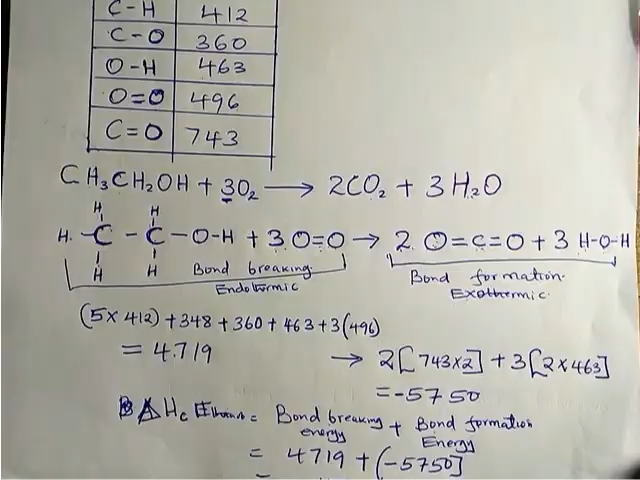 C-H 412
C-O 360
O-H 463
O=O 496
C=O 743
CH₃CH₂OH + 3O₂ → 2CO₂ + 3H₂O
H H
H-C-C-O-H + 3 O=O → 2 O=C=O + 3 H-O-H
H H
Bond breaking Bond formation
Endothermic Exothermic
(5×412)+348+360+463+3(496)
= 4719 → 2[743×2] + 3[2×463]
=-5750
ΔHc = Bond breaking energy + Bond formation Energy
= 4719 + (-5750]